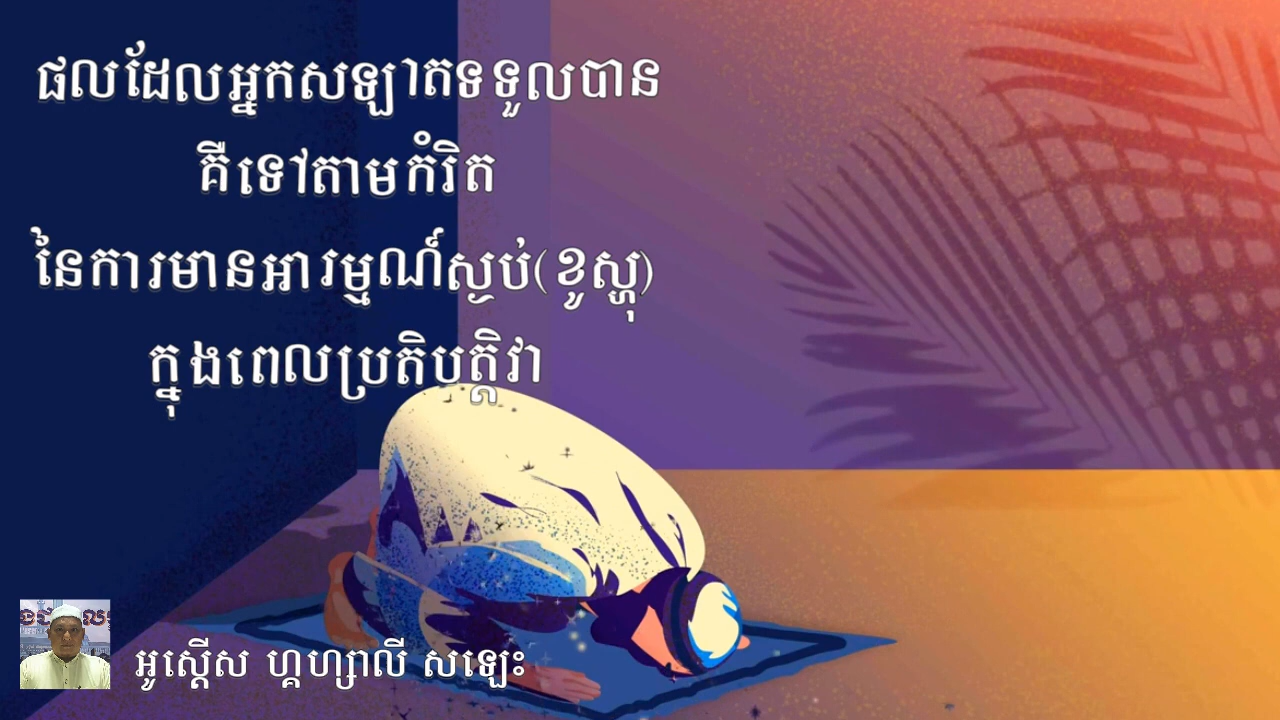 ផលដែលអ្នកសឡាតទទួលបាន
គឺទៅតាមកំរិត
នៃការមានអារម្មណ៍ស្ងប់(ខូស្ហុ)
ក្នុងពេលប្រតិបត្តិវា
អូស្តើស ហ្គហ្សាលី សឡេះ